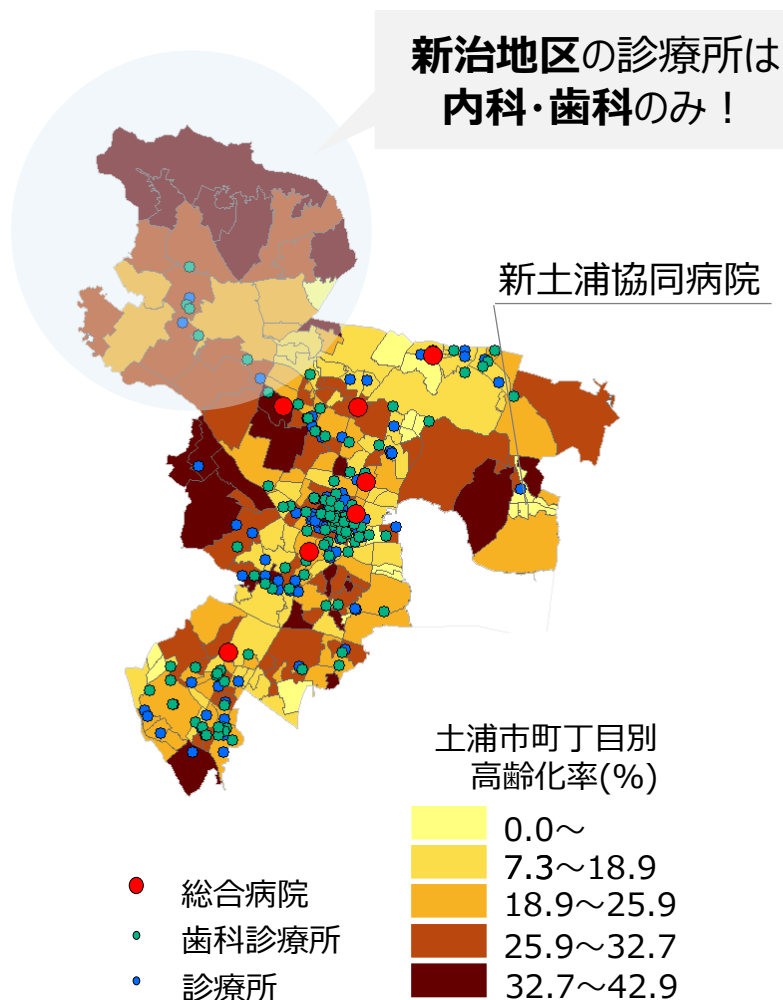 新治地区の診療所は
内科・歯科のみ！
新土浦協同病院
土浦市町丁目別
高齢化率(%)
0.0～
7.3～18.9
18.9～25.9
25.9～32.7
32.7～42.9
総合病院
歯科診療所
診療所